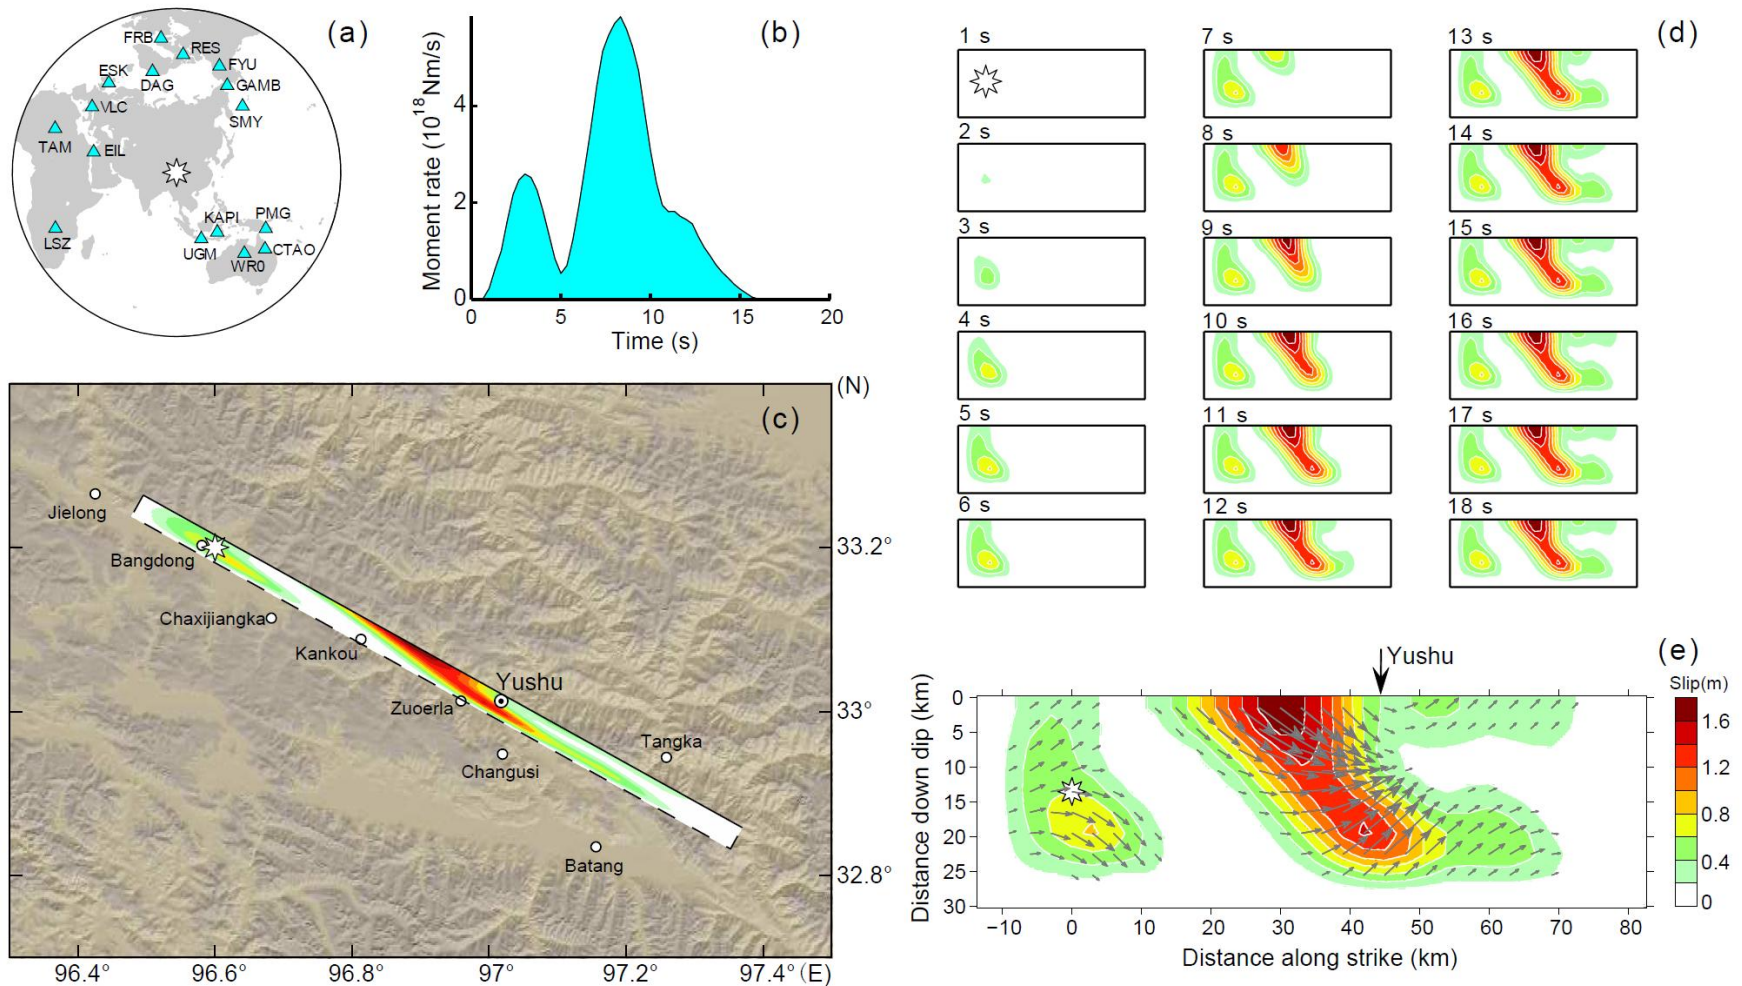 (a)
FRB
RES
ESK
DAG
FYU
GAMB
VLC
SMY
TAM
EIL
KAPI
PMG
LSZ
UGM
WR0
CTAO
(b)
Moment rate (10¹⁸ Nm/s)
4
2
0
0 5 10 15 20
Time (s)
(c)
(N)
Jielong
Bangdong
33.2°
Chaxijiangka
Kankou
Yushu
Zuoerla
33°
Tangka
Changusi
Batang
32.8°
96.4° 96.6° 96.8° 97° 97.2° 97.4° (E)
(d)
1 s
2 s
3 s
4 s
5 s
6 s
7 s
8 s
9 s
10 s
11 s
12 s
13 s
14 s
15 s
16 s
17 s
18 s
(e)
Yushu
Slip(m)
1.6
1.2
0.8
0.4
0
Distance down dip (km)
0
5
10
15
20
25
30
−10 0 10 20 30 40 50 60 70 80
Distance along strike (km)